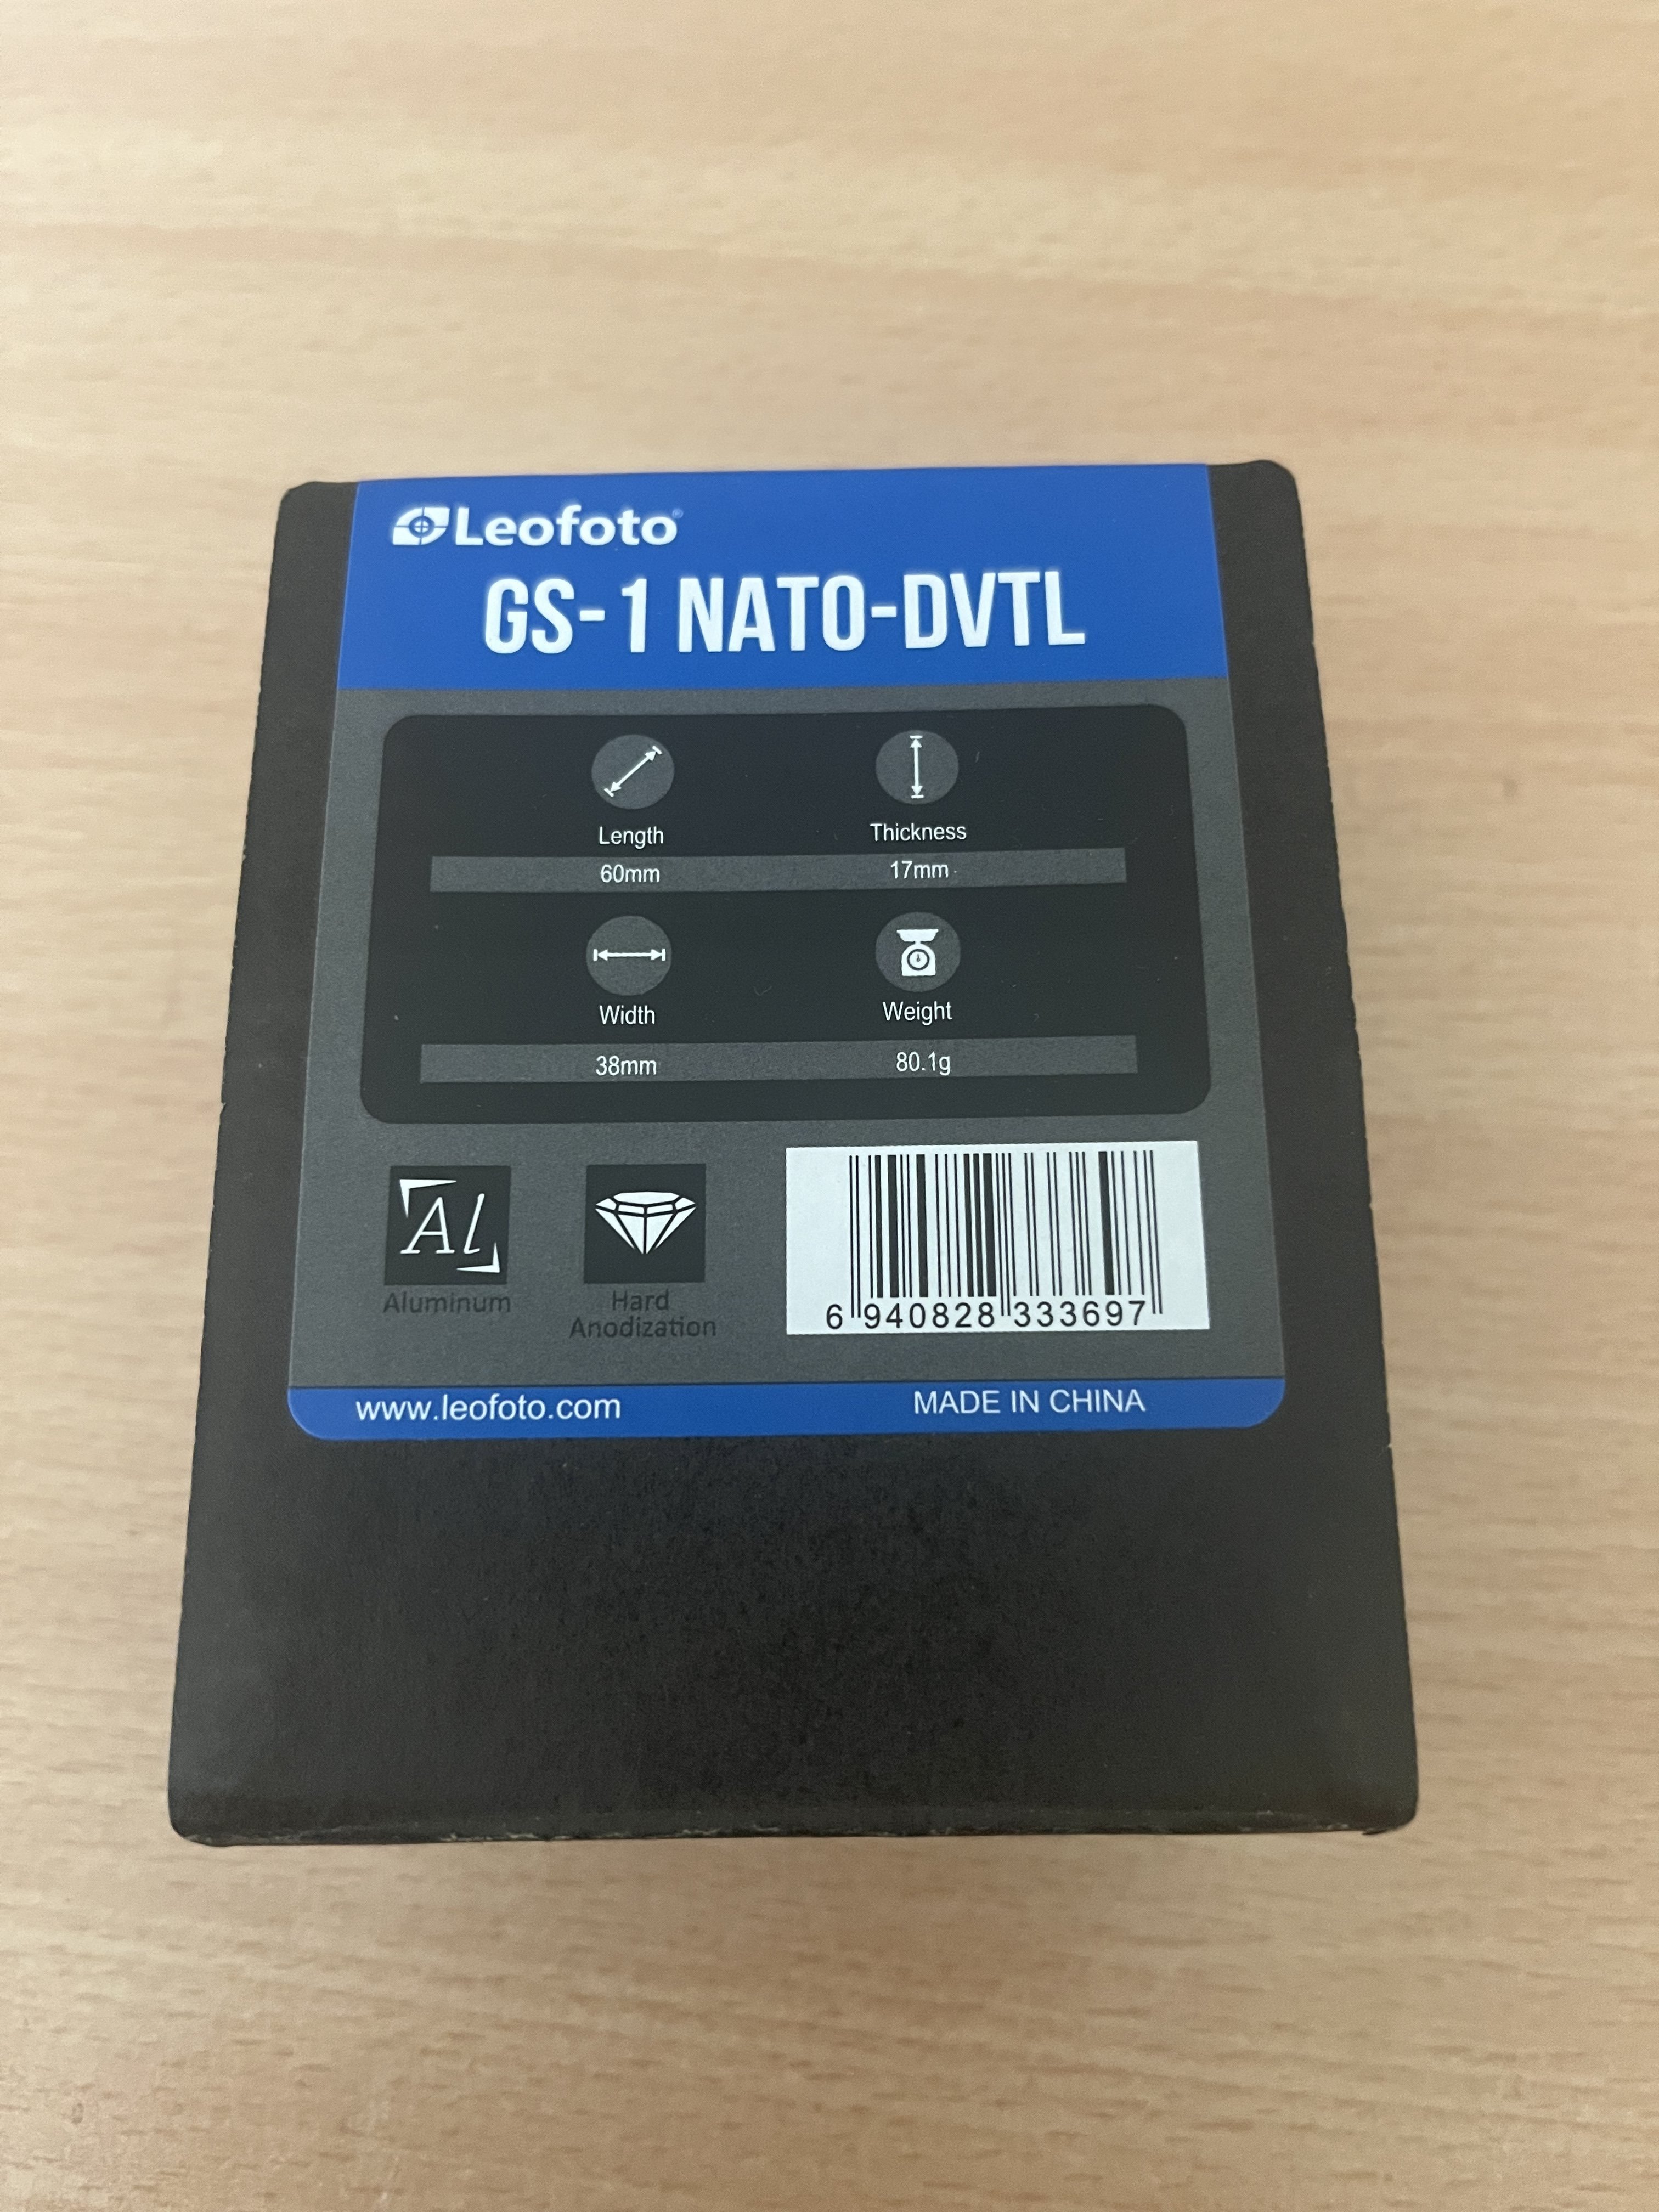 Leofoto®
GS-1 NATO-DVTL
Length Thickness
60mm 17mm
Width Weight
38mm 80.1g
Al
Aluminum
Hard
Anodization
6 940828 333697
www.leofoto.com MADE IN CHINA